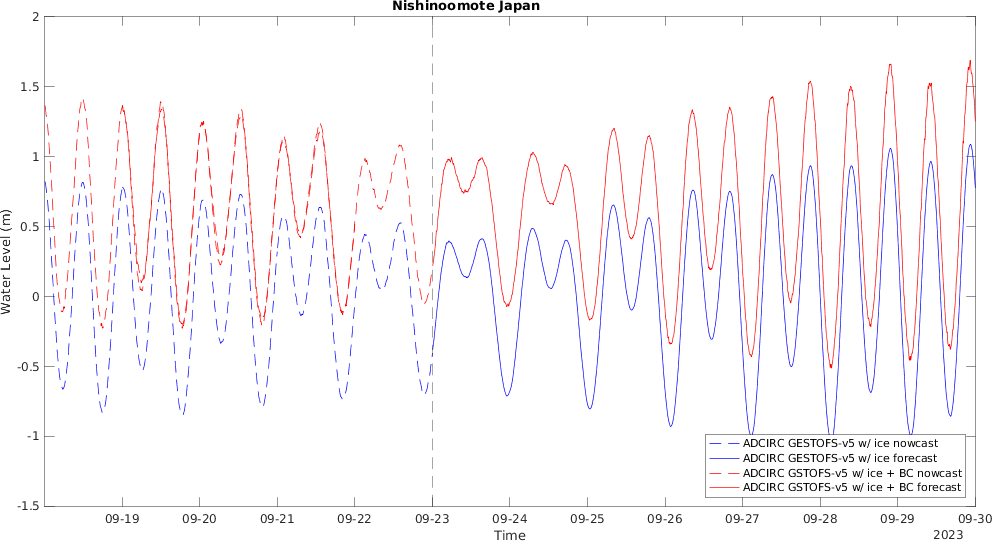 Nishinoomote Japan
2
1.5
1
0.5
0
-0.5
-1
-1.5
Water Level (m)
ADCIRC GESTOFS-v5 w/ ice nowcast
ADCIRC GESTOFS-v5 w/ ice forecast
ADCIRC GSTOFS-v5 w/ ice + BC nowcast
ADCIRC GSTOFS-v5 w/ ice + BC forecast
09-19 09-20 09-21 09-22 09-23 09-24 09-25 09-26 09-27 09-28 09-29 09-30
Time
2023